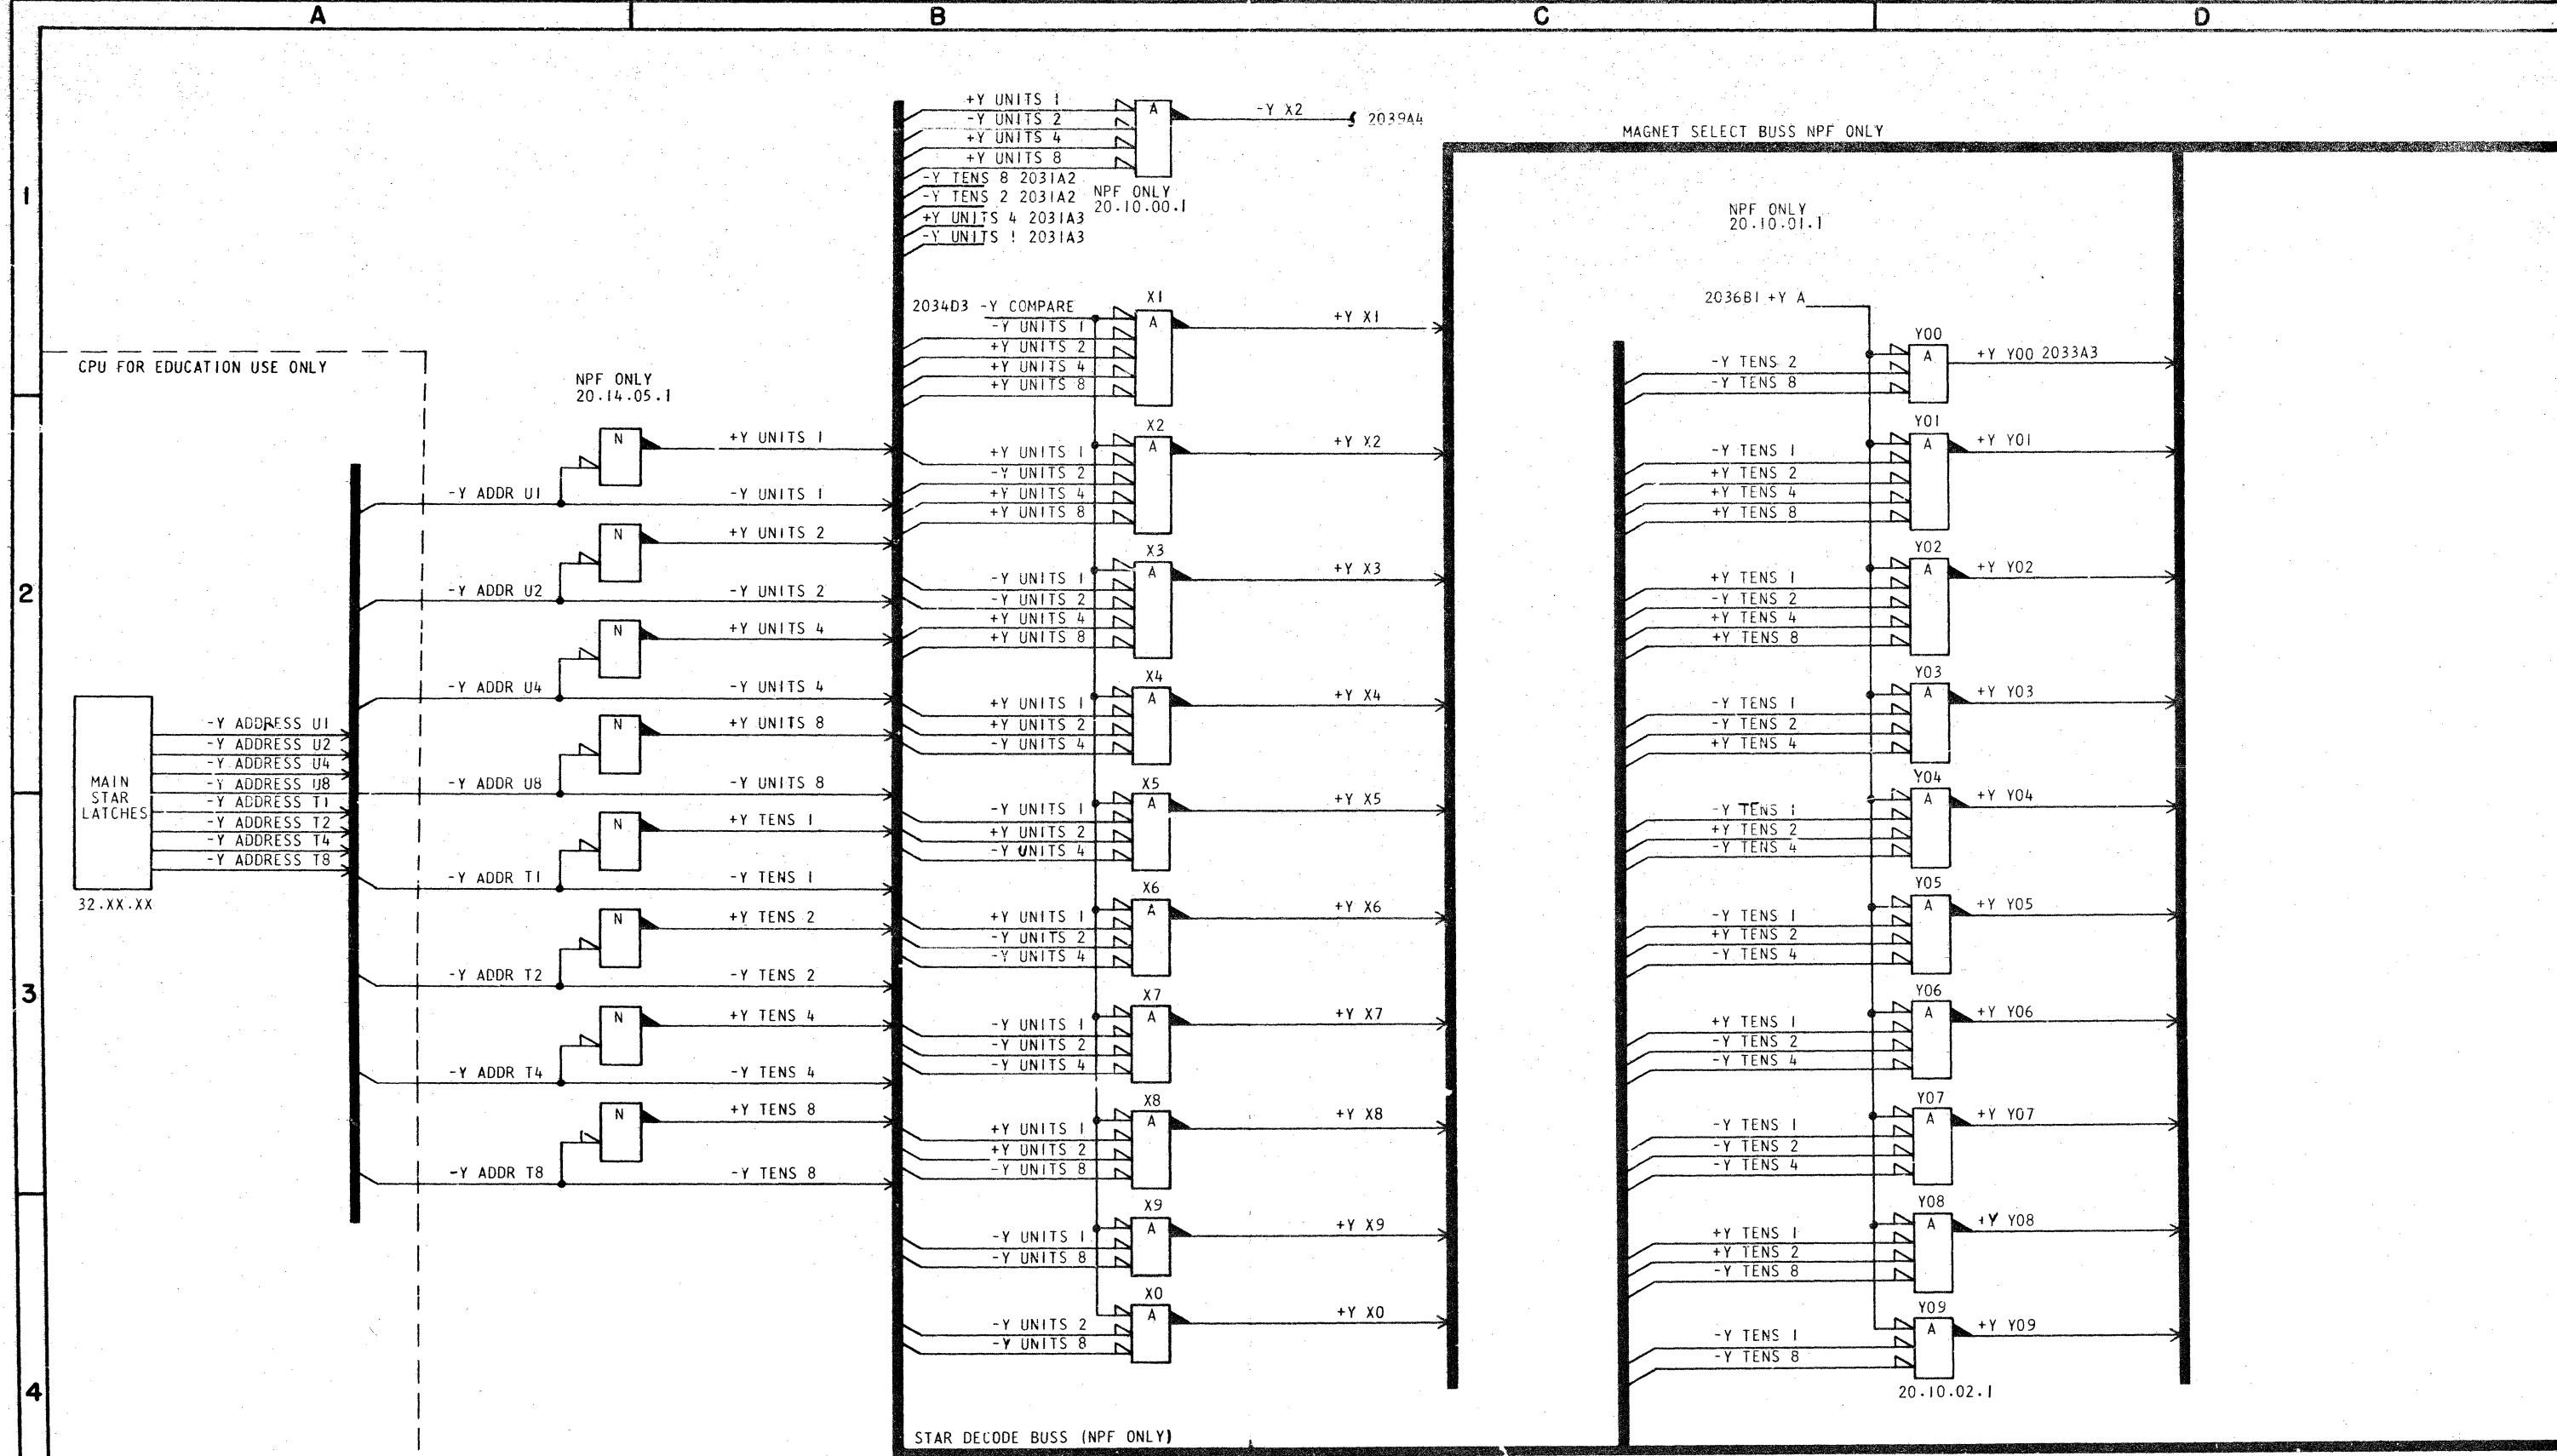 A
B
C
D
1
2
3
4
+Y UNITS 1
-Y UNITS 2
+Y UNITS 4
+Y UNITS 8
A
-Y X2
2039A4
-Y TENS 8 2031A2
-Y TENS 2 2031A2
+Y UNITS 4 2031A3
-Y UNITS 1 2031A3
NPF ONLY
20.10.00.1
MAGNET SELECT BUSS NPF ONLY
NPF ONLY
20.10.01.1
CPU FOR EDUCATION USE ONLY
NPF ONLY
20.14.05.1
MAIN
STAR
LATCHES
32.XX.XX
-Y ADDRESS U1
-Y ADDRESS U2
-Y ADDRESS U4
-Y ADDRESS U8
-Y ADDRESS T1
-Y ADDRESS T2
-Y ADDRESS T4
-Y ADDRESS T8
N
+Y UNITS 1
-Y ADDR U1
-Y UNITS 1
N
+Y UNITS 2
-Y ADDR U2
-Y UNITS 2
N
+Y UNITS 4
-Y ADDR U4
-Y UNITS 4
N
+Y UNITS 8
-Y ADDR U8
-Y UNITS 8
N
+Y TENS 1
-Y ADDR T1
-Y TENS 1
N
+Y TENS 2
-Y ADDR T2
-Y TENS 2
N
+Y TENS 4
-Y ADDR T4
-Y TENS 4
N
+Y TENS 8
-Y ADDR T8
-Y TENS 8
2034D3 -Y COMPARE
X1
A
-Y UNITS 1
+Y UNITS 2
+Y UNITS 4
+Y UNITS 8
+Y X1
X2
A
+Y UNITS 1
-Y UNITS 2
+Y UNITS 4
+Y UNITS 8
+Y X2
X3
A
-Y UNITS 1
-Y UNITS 2
+Y UNITS 4
+Y UNITS 8
+Y X3
X4
A
+Y UNITS 1
+Y UNITS 2
-Y UNITS 4
+Y X4
X5
A
-Y UNITS 1
+Y UNITS 2
-Y UNITS 4
+Y X5
X6
A
+Y UNITS 1
-Y UNITS 2
-Y UNITS 4
+Y X6
X7
A
-Y UNITS 1
-Y UNITS 2
-Y UNITS 4
+Y X7
X8
A
+Y UNITS 1
+Y UNITS 2
-Y UNITS 8
+Y X8
X9
A
-Y UNITS 1
-Y UNITS 8
+Y X9
X0
A
-Y UNITS 2
-Y UNITS 8
+Y X0
2036B1 +Y A
Y00
A
-Y TENS 2
-Y TENS 8
+Y Y00 2033A3
Y01
A
-Y TENS 1
+Y TENS 2
+Y TENS 4
+Y TENS 8
+Y Y01
Y02
A
+Y TENS 1
-Y TENS 2
+Y TENS 4
+Y TENS 8
+Y Y02
Y03
A
-Y TENS 1
-Y TENS 2
+Y TENS 4
+Y Y03
Y04
A
-Y TENS 1
+Y TENS 2
-Y TENS 4
+Y Y04
Y05
A
-Y TENS 1
+Y TENS 2
-Y TENS 4
+Y Y05
Y06
A
+Y TENS 1
-Y TENS 2
-Y TENS 4
+Y Y06
Y07
A
-Y TENS 1
-Y TENS 2
-Y TENS 4
+Y Y07
Y08
A
+Y TENS 1
+Y TENS 2
-Y TENS 8
+Y Y08
Y09
A
-Y TENS 1
-Y TENS 8
+Y Y09
20.10.02.1
STAR DECODE BUSS (NPF ONLY)